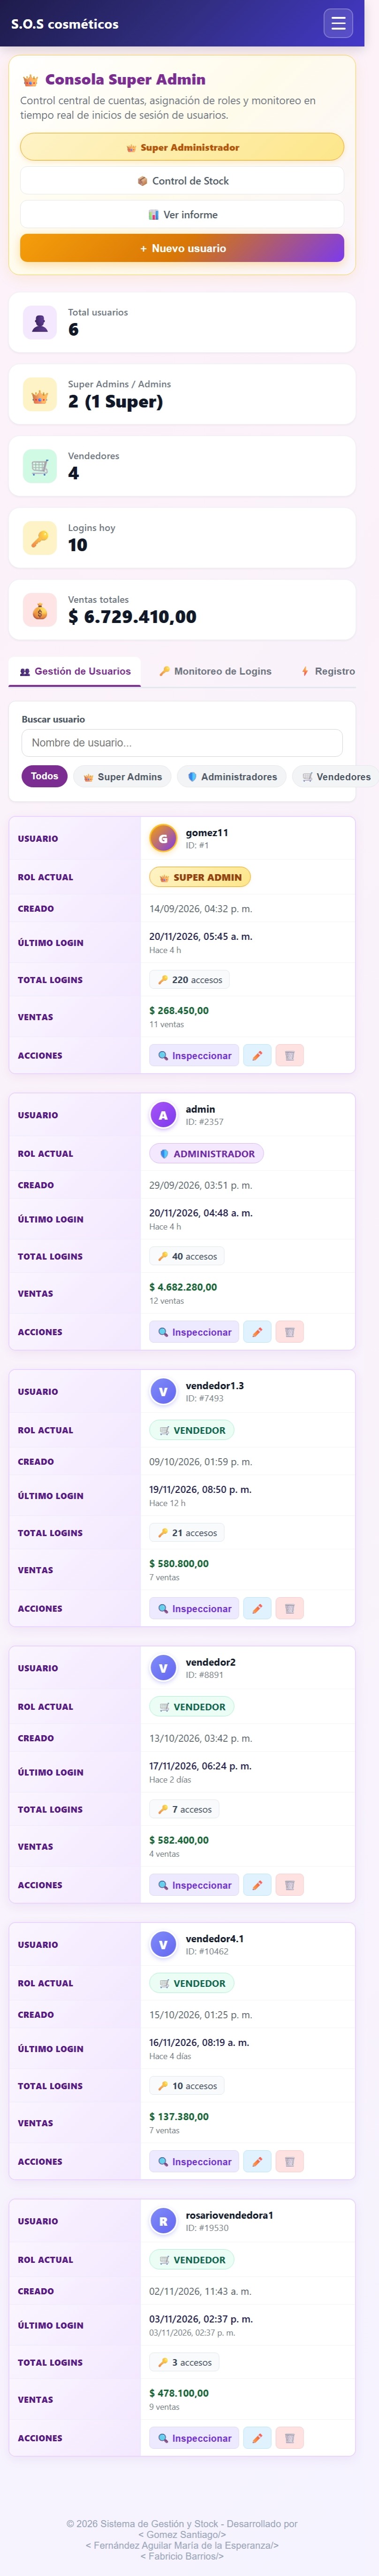 S.O.S cosméticos
Consola Super Admin
Control central de cuentas, asignación de roles y monitoreo en
tiempo real de inicios de sesión de usuarios.
Super Administrador
Control de Stock
Ver informe
+ Nuevo usuario
Total usuarios
6
Super Admins / Admins
2 (1 Super)
Vendedores
4
Logins hoy
10
Ventas totales
$ 6.729.410,00
Gestión de Usuarios Monitoreo de Logins Registro
Buscar usuario
Nombre de usuario...
Todos Super Admins Administradores Vendedores
USUARIO G gomez11
ID: #1
ROL ACTUAL SUPER ADMIN
CREADO 14/09/2026, 04:32 p. m.
ÚLTIMO LOGIN 20/11/2026, 05:45 a. m.
Hace 4 h
TOTAL LOGINS 220 accesos
VENTAS $ 268.450,00
11 ventas
ACCIONES Inspeccionar
USUARIO A admin
ID: #2357
ROL ACTUAL ADMINISTRADOR
CREADO 29/09/2026, 03:51 p. m.
ÚLTIMO LOGIN 20/11/2026, 04:48 a. m.
Hace 4 h
TOTAL LOGINS 40 accesos
VENTAS $ 4.682.280,00
12 ventas
ACCIONES Inspeccionar
USUARIO V vendedor1.3
ID: #7493
ROL ACTUAL VENDEDOR
CREADO 09/10/2026, 01:59 p. m.
ÚLTIMO LOGIN 19/11/2026, 08:50 p. m.
Hace 12 h
TOTAL LOGINS 21 accesos
VENTAS $ 580.800,00
7 ventas
ACCIONES Inspeccionar
USUARIO V vendedor2
ID: #8891
ROL ACTUAL VENDEDOR
CREADO 13/10/2026, 03:42 p. m.
ÚLTIMO LOGIN 17/11/2026, 06:24 p. m.
Hace 2 días
TOTAL LOGINS 7 accesos
VENTAS $ 582.400,00
4 ventas
ACCIONES Inspeccionar
USUARIO V vendedor4.1
ID: #10462
ROL ACTUAL VENDEDOR
CREADO 15/10/2026, 01:25 p. m.
ÚLTIMO LOGIN 16/11/2026, 08:19 a. m.
Hace 4 días
TOTAL LOGINS 10 accesos
VENTAS $ 137.380,00
7 ventas
ACCIONES Inspeccionar
USUARIO R rosariovendedora1
ID: #19530
ROL ACTUAL VENDEDOR
CREADO 02/11/2026, 11:43 a. m.
ÚLTIMO LOGIN 03/11/2026, 02:37 p. m.
03/11/2026, 02:37 p. m.
TOTAL LOGINS 3 accesos
VENTAS $ 478.100,00
9 ventas
ACCIONES Inspeccionar
© 2026 Sistema de Gestión y Stock - Desarrollado por
< Gomez Santiago/>
< Fernández Aguilar María de la Esperanza/>
< Fabricio Barrios/>